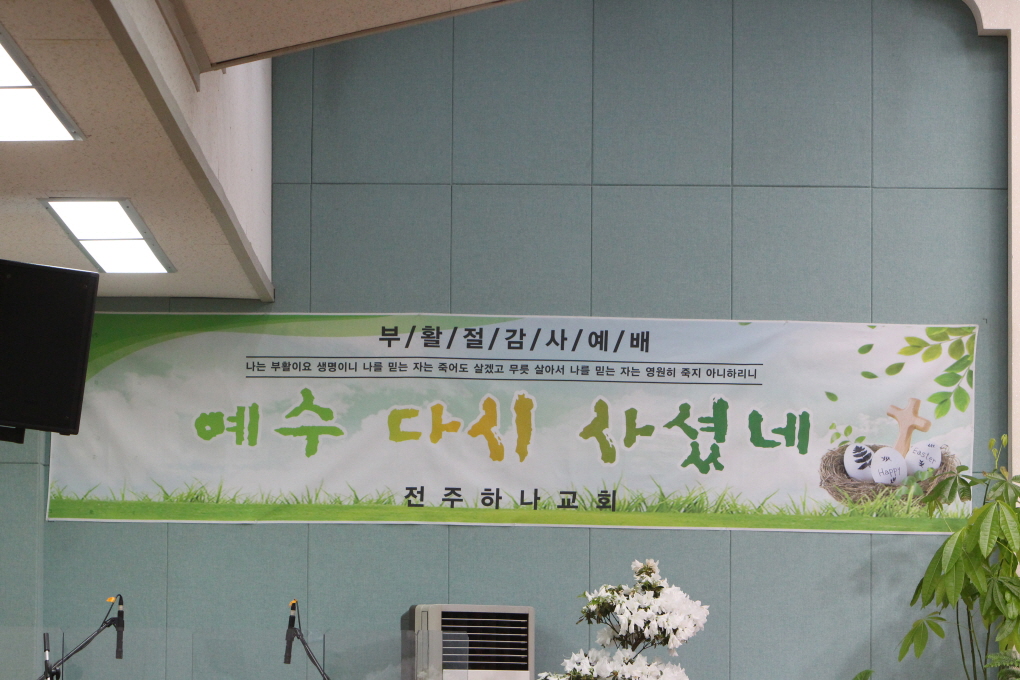 부/활/절/감/사/예/배
나는 부활이요 생명이니 나를 믿는 자는 죽어도 살겠고 무릇 살아서 나를 믿는 자는 영원히 죽지 아니하리니
예수 다시 사셨네
Happy
Easter
전주하나교회